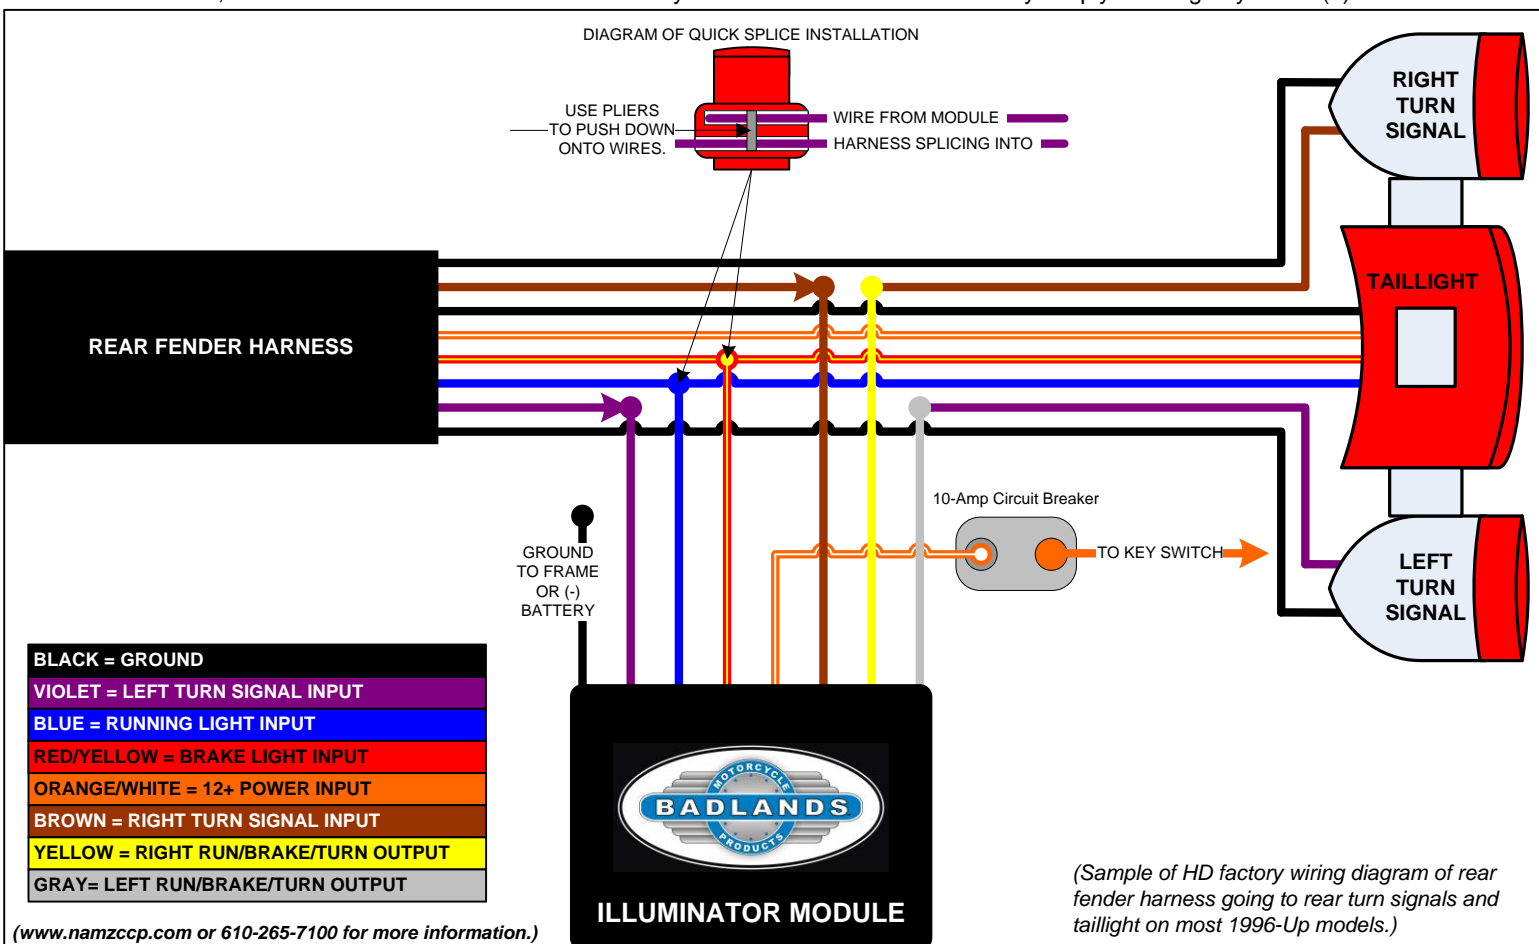 DIAGRAM OF QUICK SPLICE INSTALLATION
USE PLIERS
TO PUSH DOWN
ONTO WIRES.
WIRE FROM MODULE
HARNESS SPLICING INTO
RIGHT
TURN
SIGNAL
TAILLIGHT
REAR FENDER HARNESS
10-Amp Circuit Breaker
TO KEY SWITCH
GROUND
TO FRAME
OR (-)
BATTERY
LEFT
TURN
SIGNAL
BLACK = GROUND
VIOLET = LEFT TURN SIGNAL INPUT
BLUE = RUNNING LIGHT INPUT
RED/YELLOW = BRAKE LIGHT INPUT
ORANGE/WHITE = 12+ POWER INPUT
BROWN = RIGHT TURN SIGNAL INPUT
YELLOW = RIGHT RUN/BRAKE/TURN OUTPUT
GRAY= LEFT RUN/BRAKE/TURN OUTPUT
MOTORCYCLE
BADLANDS
PRODUCTS
ILLUMINATOR MODULE
(Sample of HD factory wiring diagram of rear
fender harness going to rear turn signals and
taillight on most 1996-Up models.)
(www.namzccp.com or 610-265-7100 for more information.)